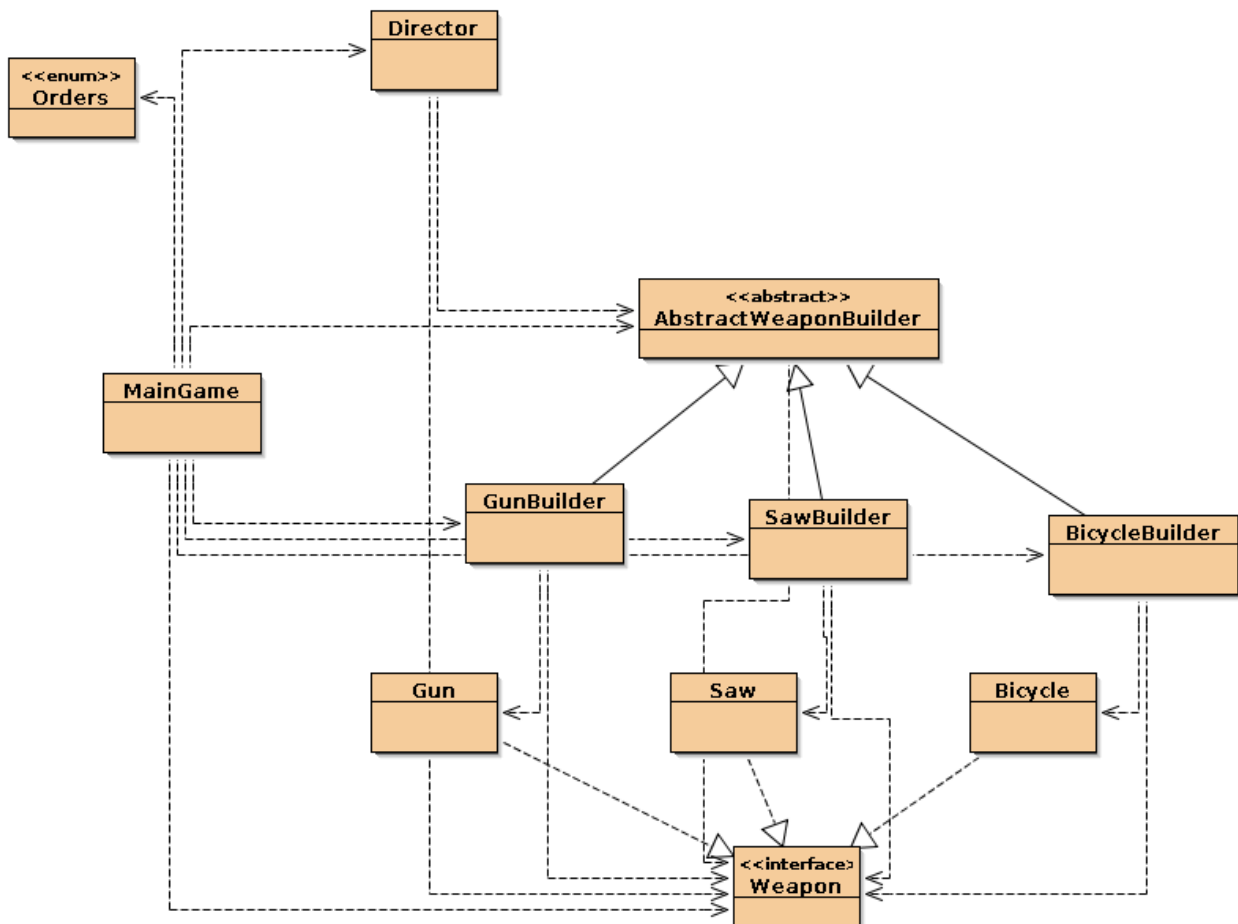 Director
<<enum>>
Orders
<<abstract>>
AbstractWeaponBuilder
MainGame
GunBuilder
SawBuilder
BicycleBuilder
Gun
Saw
Bicycle
<<interface>
Weapon